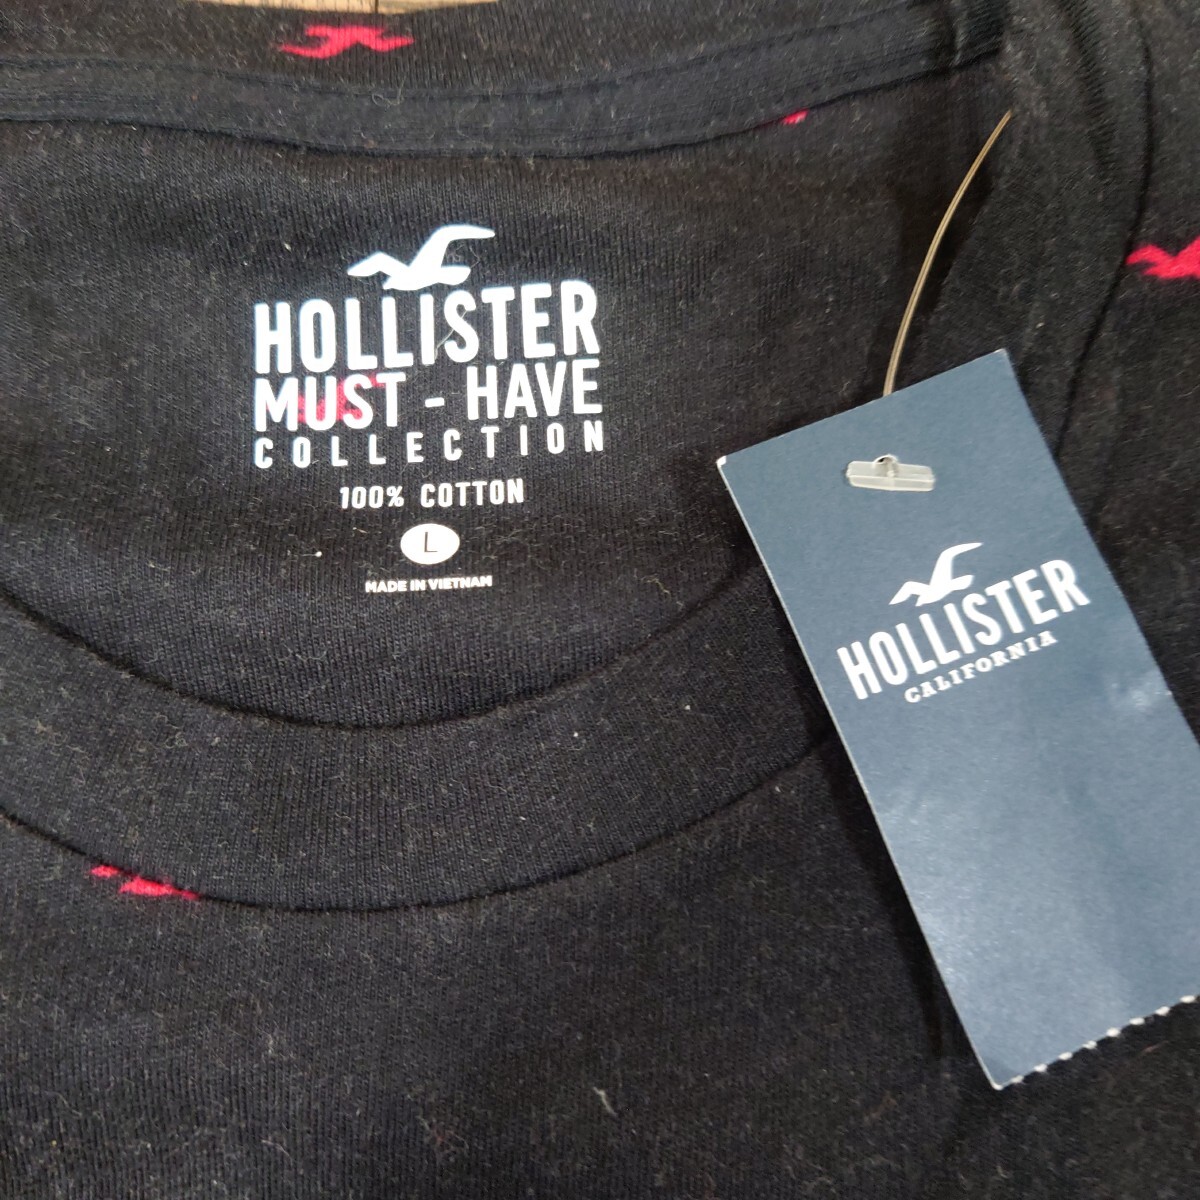 HOLLISTER
MUST - HAVE
COLLECTION
100% COTTON
L
MADE IN VIETNAM
HOLLISTER
CALIFORNIA